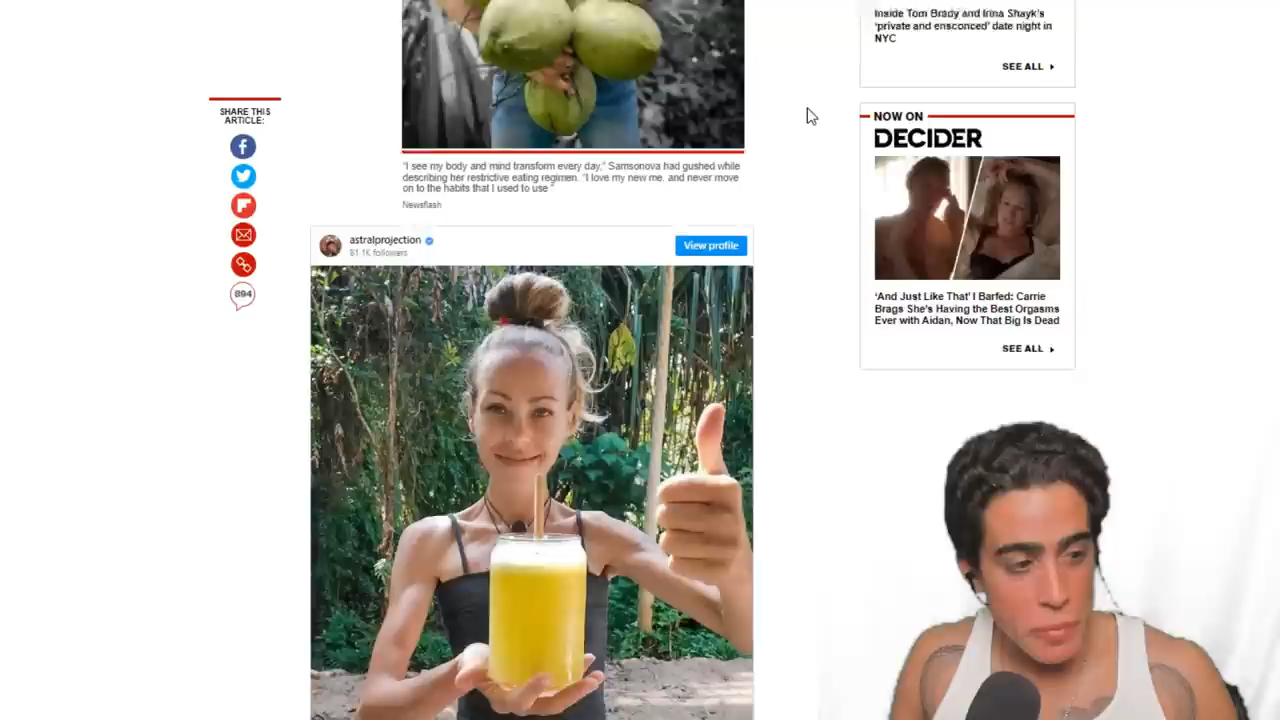 Inside Tom Brady and Irina Shayk's
'private and ensconced' date night in
NYC
SEE ALL
SHARE THIS
ARTICLE:
894
"I see my body and mind transform every day," Samsonova had gushed while
describing her restrictive eating regimen. "I love my new me, and never move
on to the habits that I used to use."
Newsflash
astralprojection
61.1K followers
View profile
NOW ON
DECIDER
'And Just Like That' I Barfed: Carrie
Brags She's Having the Best Orgasms
Ever with Aidan, Now That Big Is Dead
SEE ALL